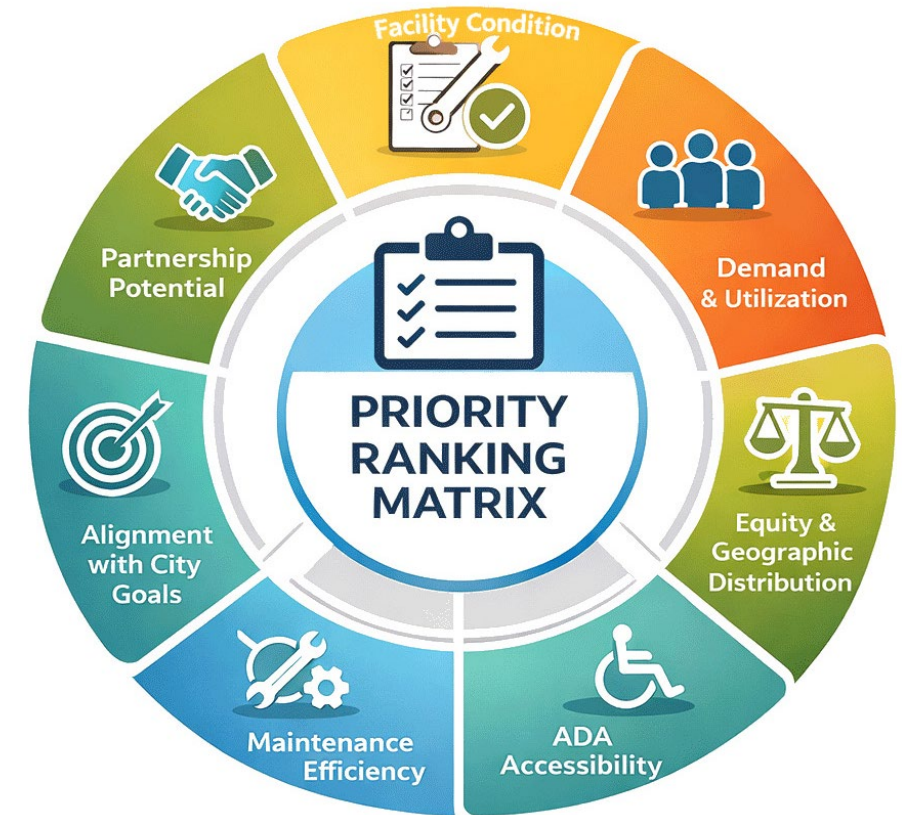 Facility Condition
Demand
& Utilization
Equity &
Geographic
Distribution
ADA
Accessibility
Maintenance
Efficiency
Alignment
with City
Goals
Partnership
Potential
PRIORITY
RANKING
MATRIX